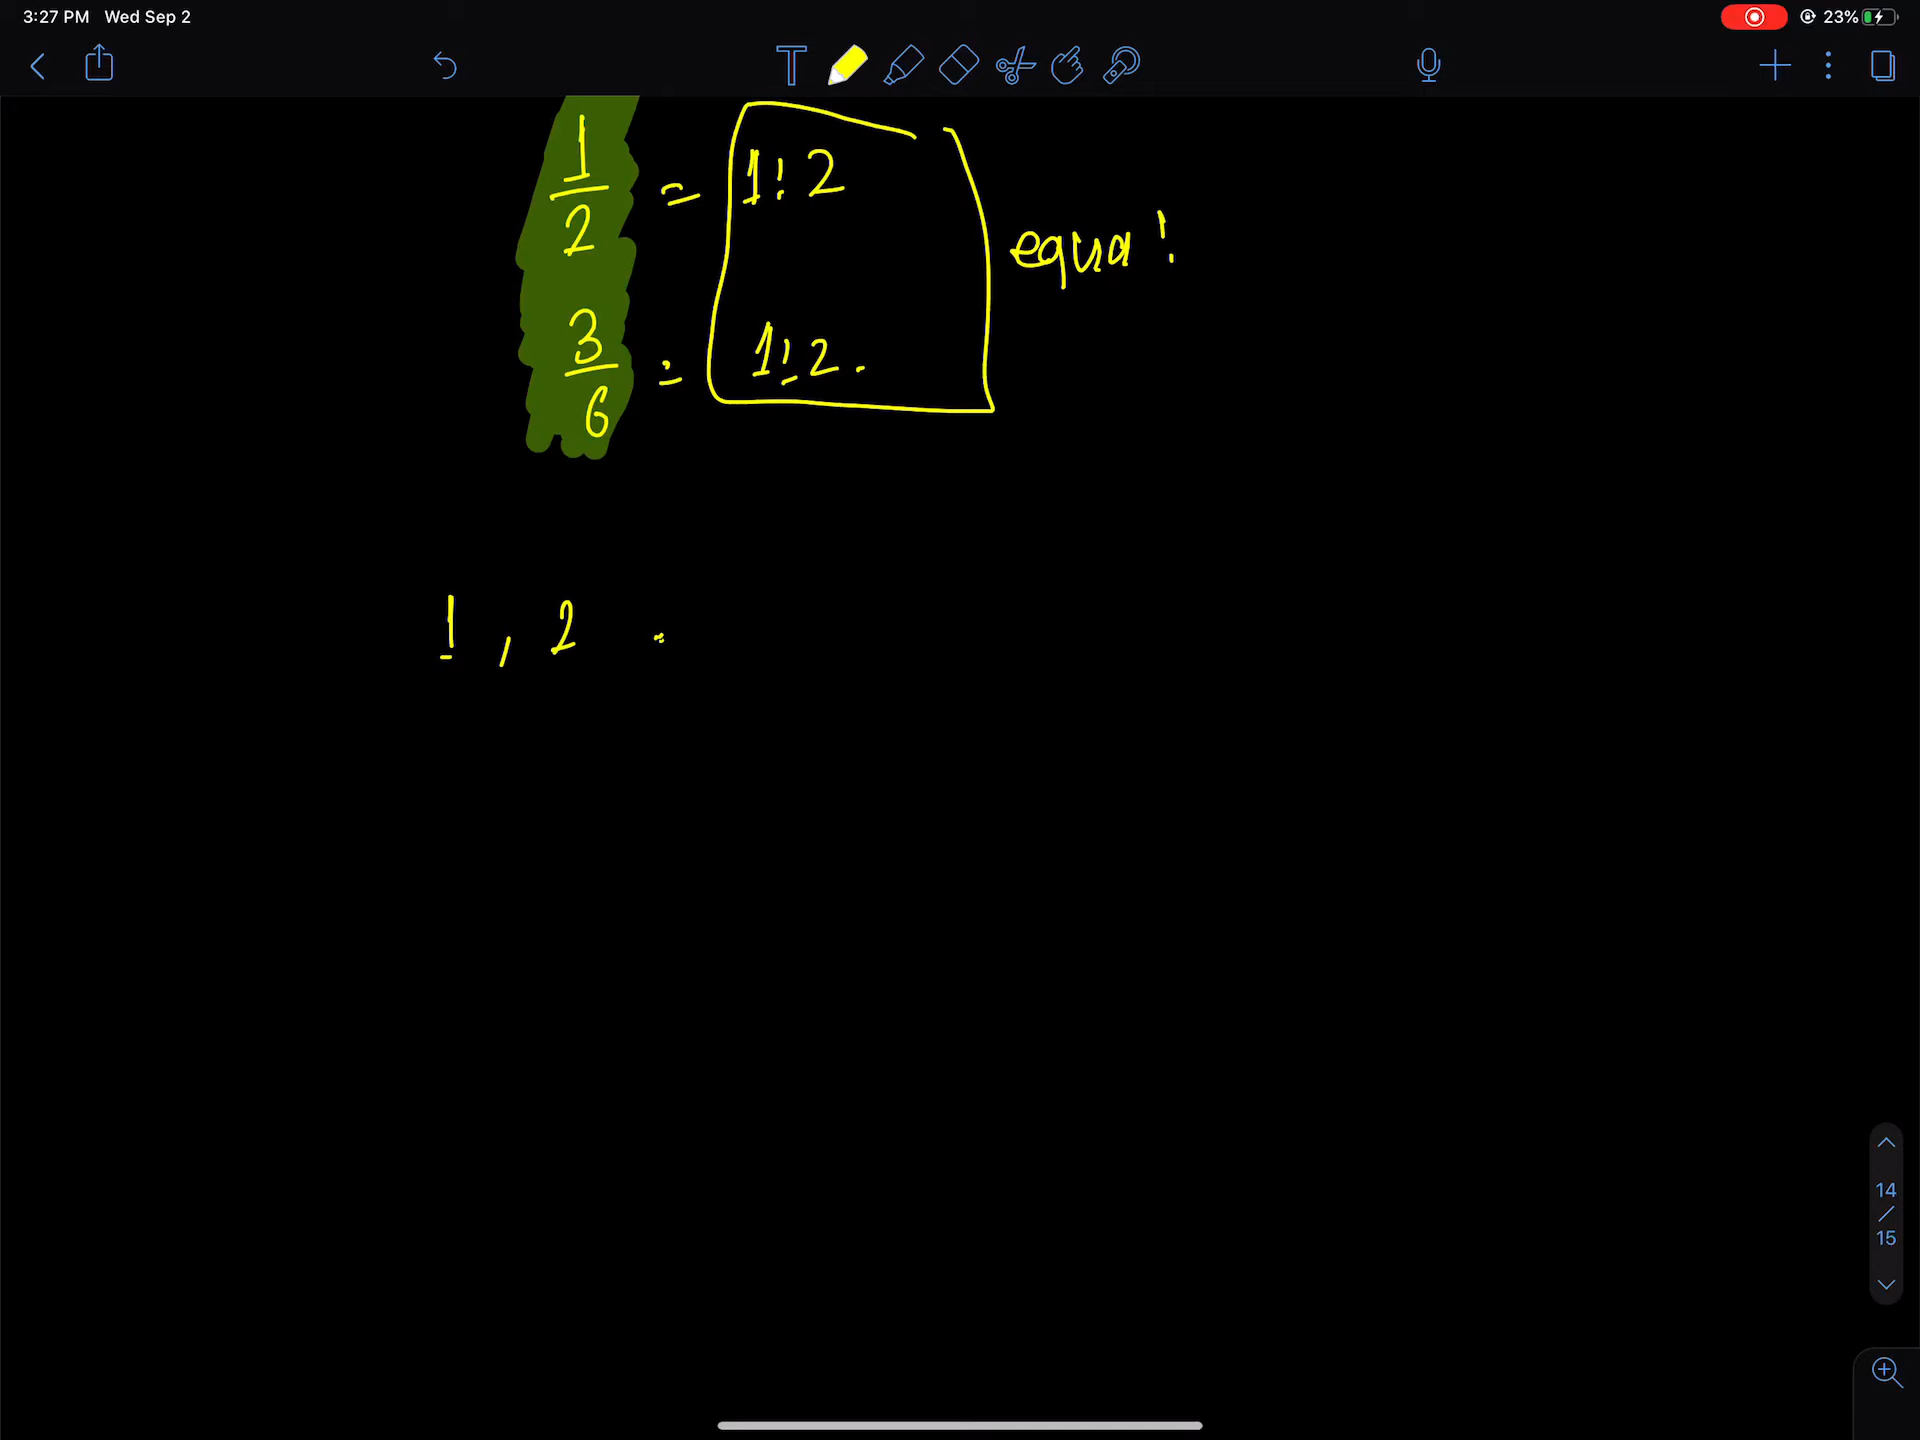 3:27 PM Wed Sep 2
23%
T
1/2 = 1:2
equal
3/6 = 1:2.
1, 2
14
/
15